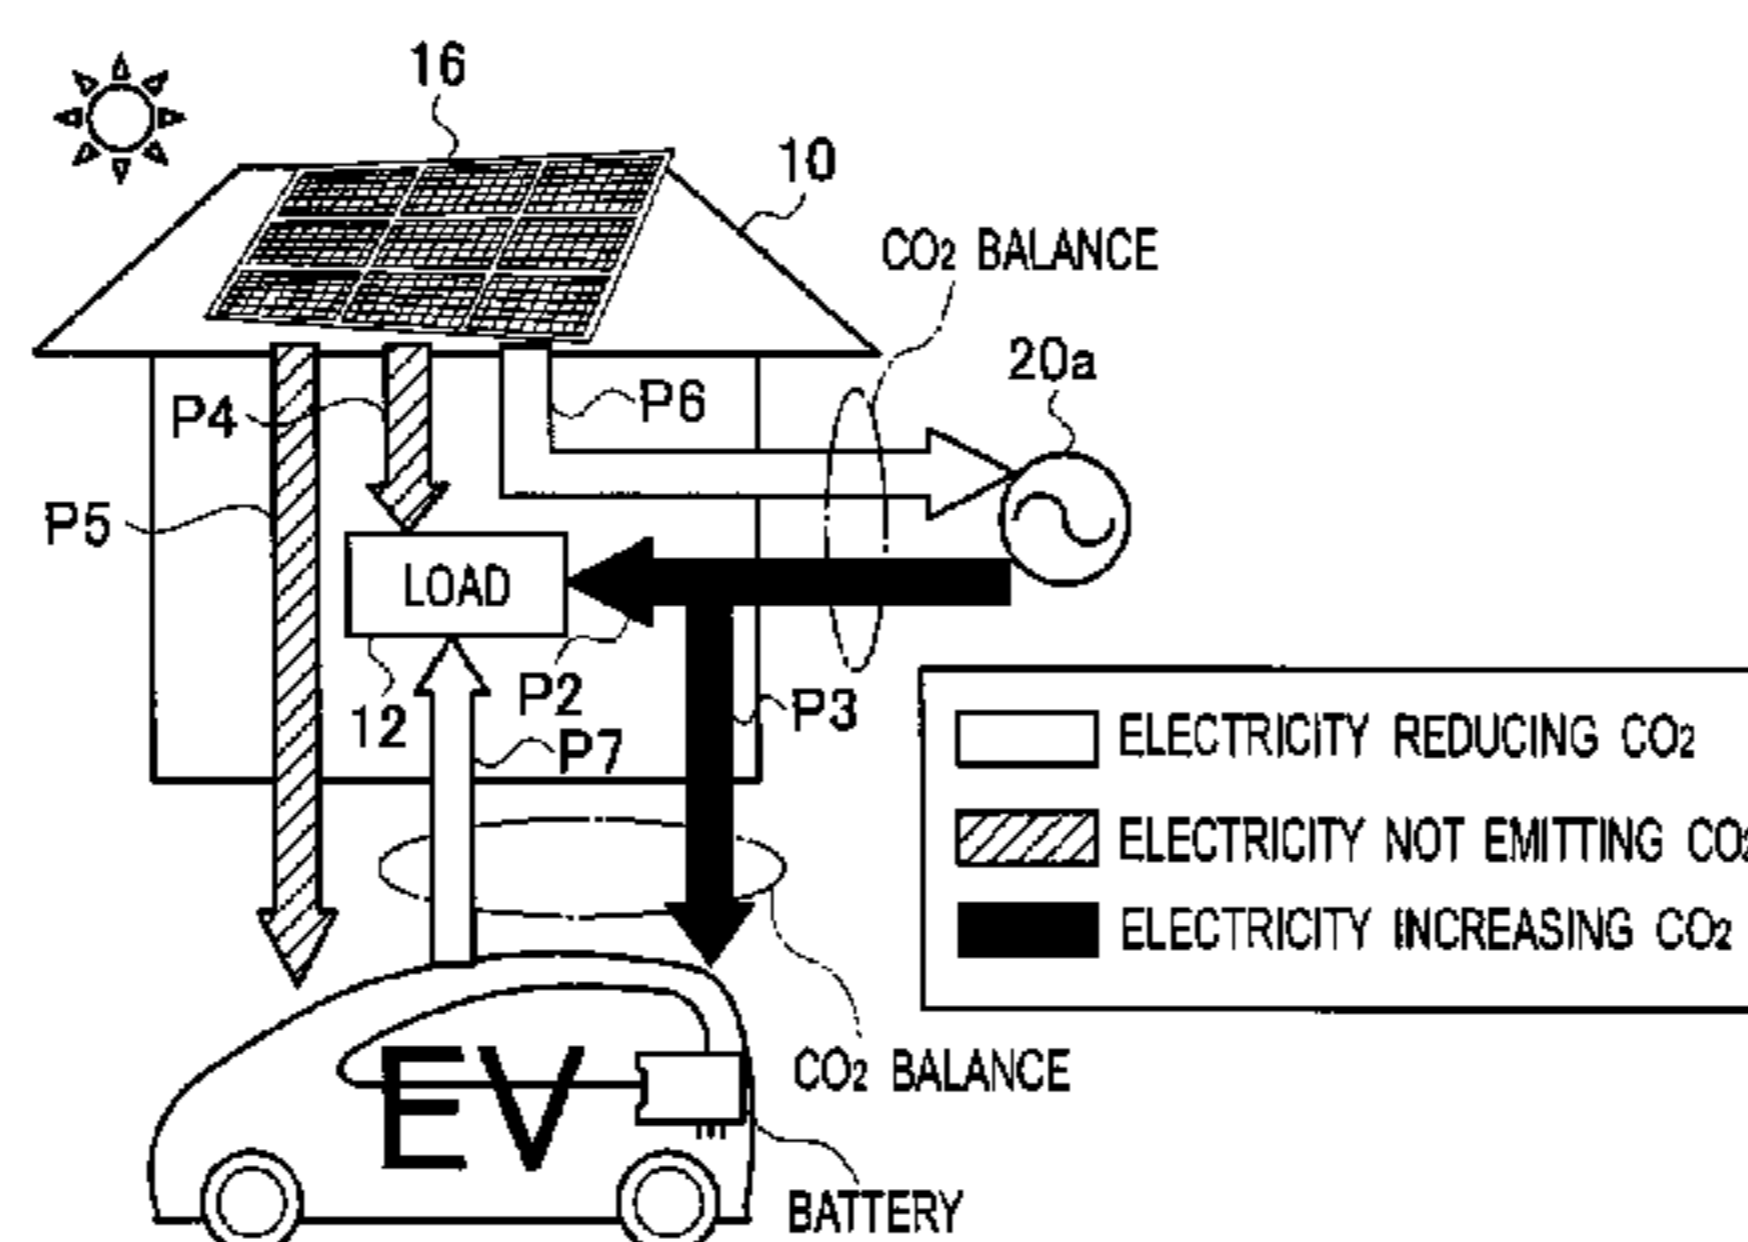 16
10
CO2 BALANCE
20a
P4
P6
P5
LOAD
P2
12
P3
P7
ELECTRICITY REDUCING CO2
ELECTRICITY NOT EMITTING CO2
ELECTRICITY INCREASING CO2
EV
CO2 BALANCE
BATTERY